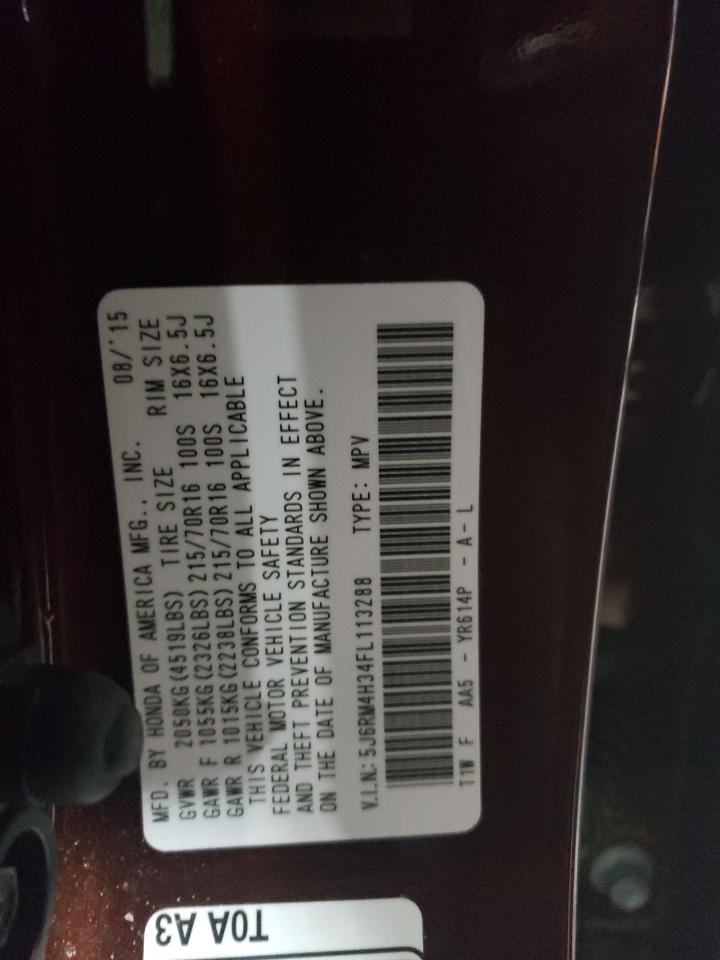 MFD. BY HONDA OF AMERICA MFG., INC. 08/'15
GVWR 2050KG(4519LBS) TIRE SIZE RIM SIZE
GAWR F 1055KG(2326LBS)215/70R16 100S 16X6.5J
GAWR R 1015KG(2238LBS)215/70R16 100S 16X6.5J
THIS VEHICLE CONFORMS TO ALL APPLICABLE
FEDERAL MOTOR VEHICLE SAFETY
AND THEFT PREVENTION STANDARDS IN EFFECT
ON THE DATE OF MANUFACTURE SHOWN ABOVE.
V.I.N.: 5J6RM4H34FL113288 TYPE: MPV
T1W F AA5 - YR614P - A - L
T0A A3